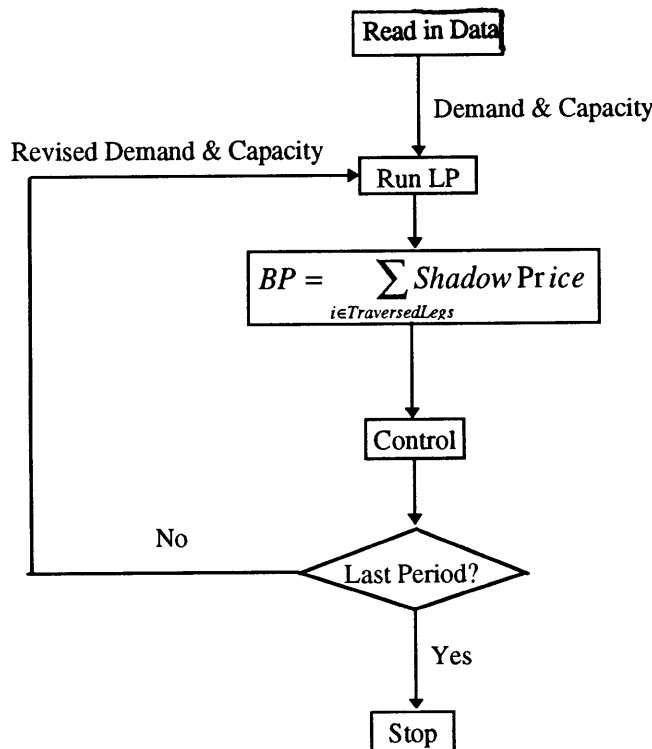 Read in Data
Demand & Capacity
Revised Demand & Capacity
Run LP
BP = ∑ Shadow Price
i∈TraversedLegs
Control
No
Last Period?
Yes
Stop